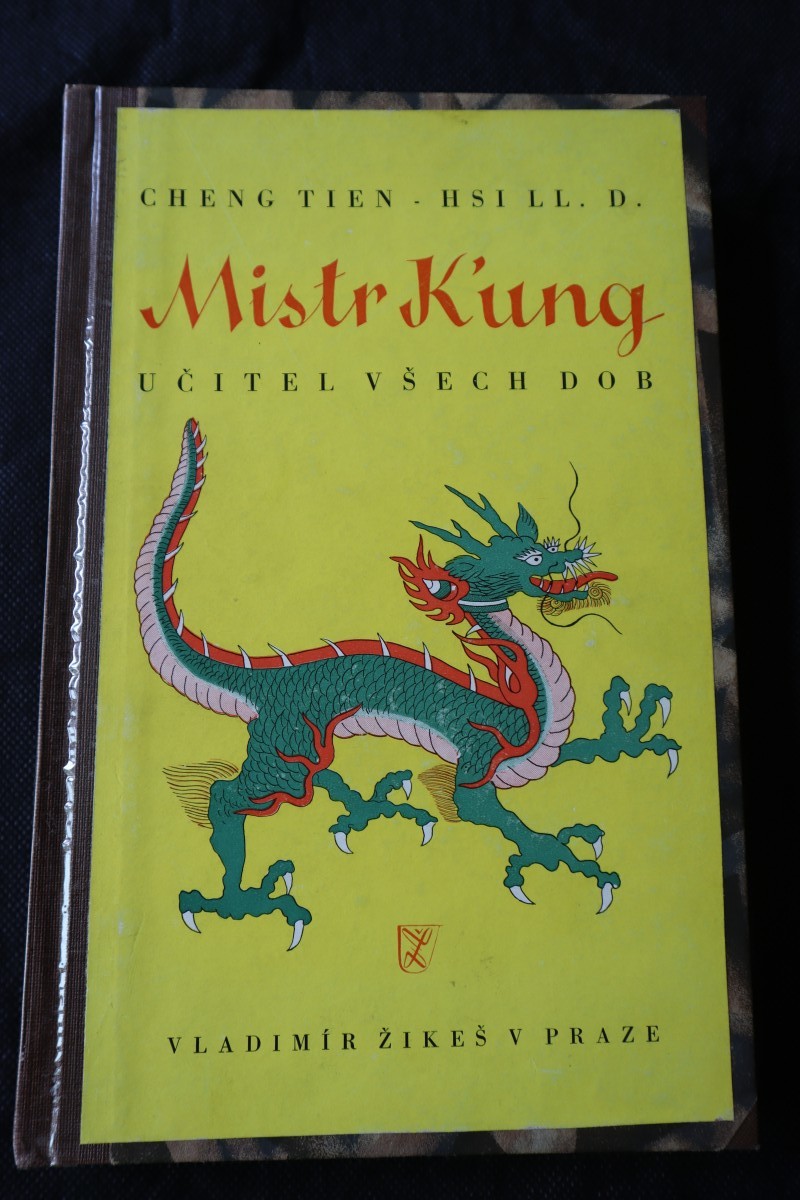 CHENG TIEN - HSI LL. D.
Mistr K'ung
UČITEL VŠECH DOB
VLADIMÍR ŽIKEŠ V PRAZE